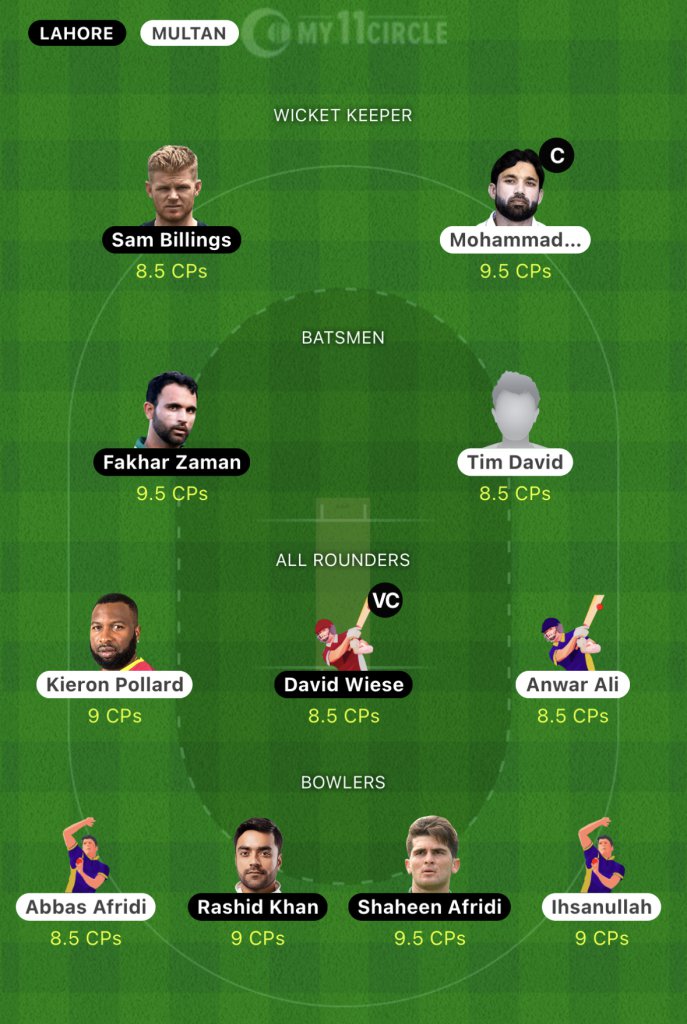 LAHORE MULTAN MY11CIRCLE
WICKET KEEPER
C
Sam Billings Mohammad...
8.5 CPs 9.5 CPs
BATSMEN
Fakhar Zaman Tim David
9.5 CPs 8.5 CPs
ALL ROUNDERS
VC
Kieron Pollard David Wiese Anwar Ali
9 CPs 8.5 CPs 8.5 CPs
BOWLERS
Abbas Afridi Rashid Khan Shaheen Afridi Ihsanullah
8.5 CPs 9 CPs 9.5 CPs 9 CPs